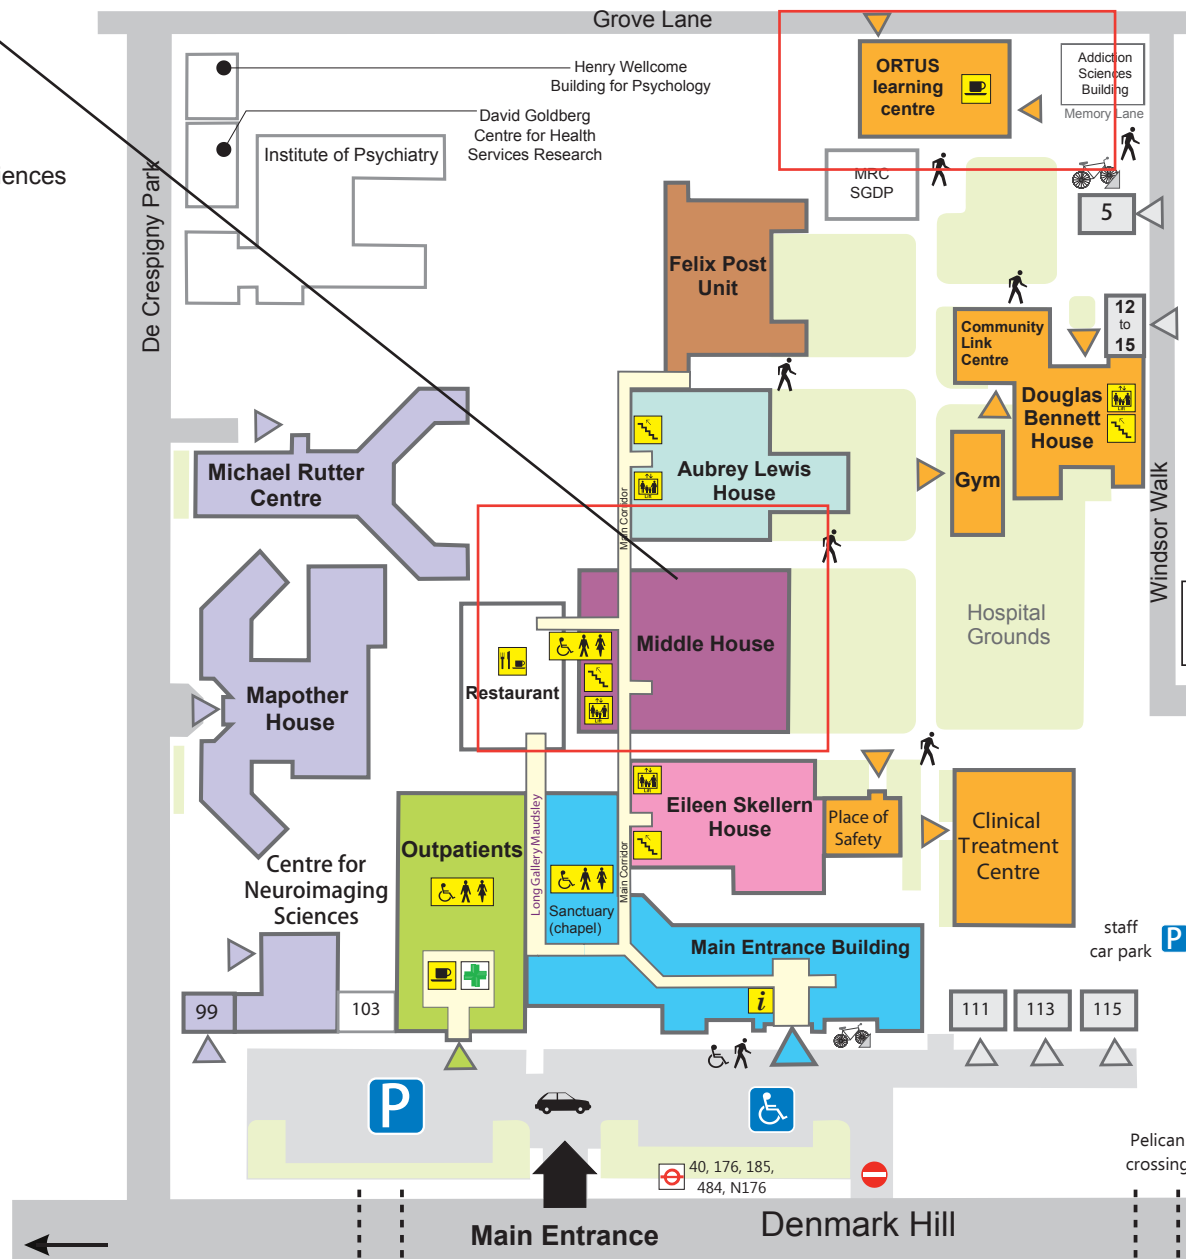 Grove Lane
Henry Wellcome
Building for Psychology
David Goldberg
Centre for Health
Services Research
Institute of Psychiatry
iences
De Crespigny Park
ORTUS
learning
centre
Addiction
Sciences
Building
Memory Lane
MRC
SGDP
5
Felix Post
Unit
12
to
15
Community
Link
Centre
Douglas
Bennett
House
Lift
Gym
Windsor Walk
Michael Rutter
Centre
Aubrey Lewis
House
Lift
Main Corridor
Middle House
Restaurant
Lift
Hospital
Grounds
Mapother
House
Eileen Skellern
House
Lift
Place of
Safety
Clinical
Treatment
Centre
Outpatients
Long Gallery Maudsley
Main Corridor
Sanctuary
(chapel)
Centre for
Neuroimaging
Sciences
Main Entrance Building
i
staff
car park
P
99
103
111
113
115
P
40, 176, 185,
484, N176
Pelican
crossing
Main Entrance
Denmark Hill